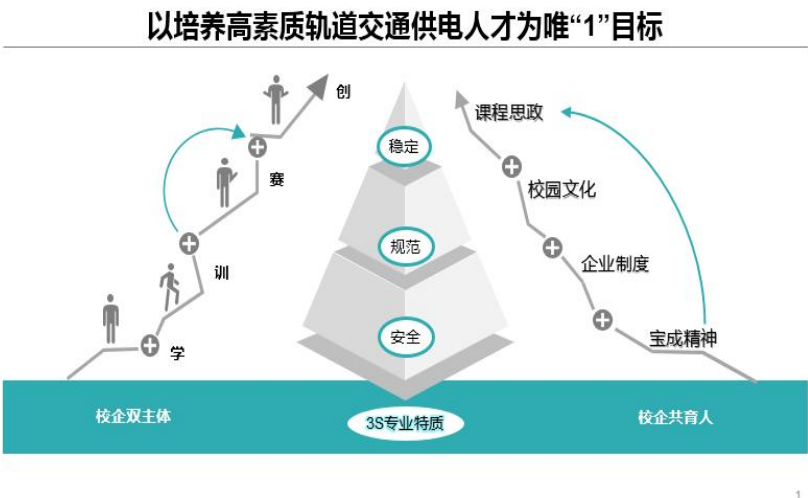 以培养高素质轨道交通供电人才为唯“1”目标
创
赛
训
学
稳定
规范
安全
课程思政
校园文化
企业制度
宝成精神
校企双主体
3S专业特质
校企共育人
1